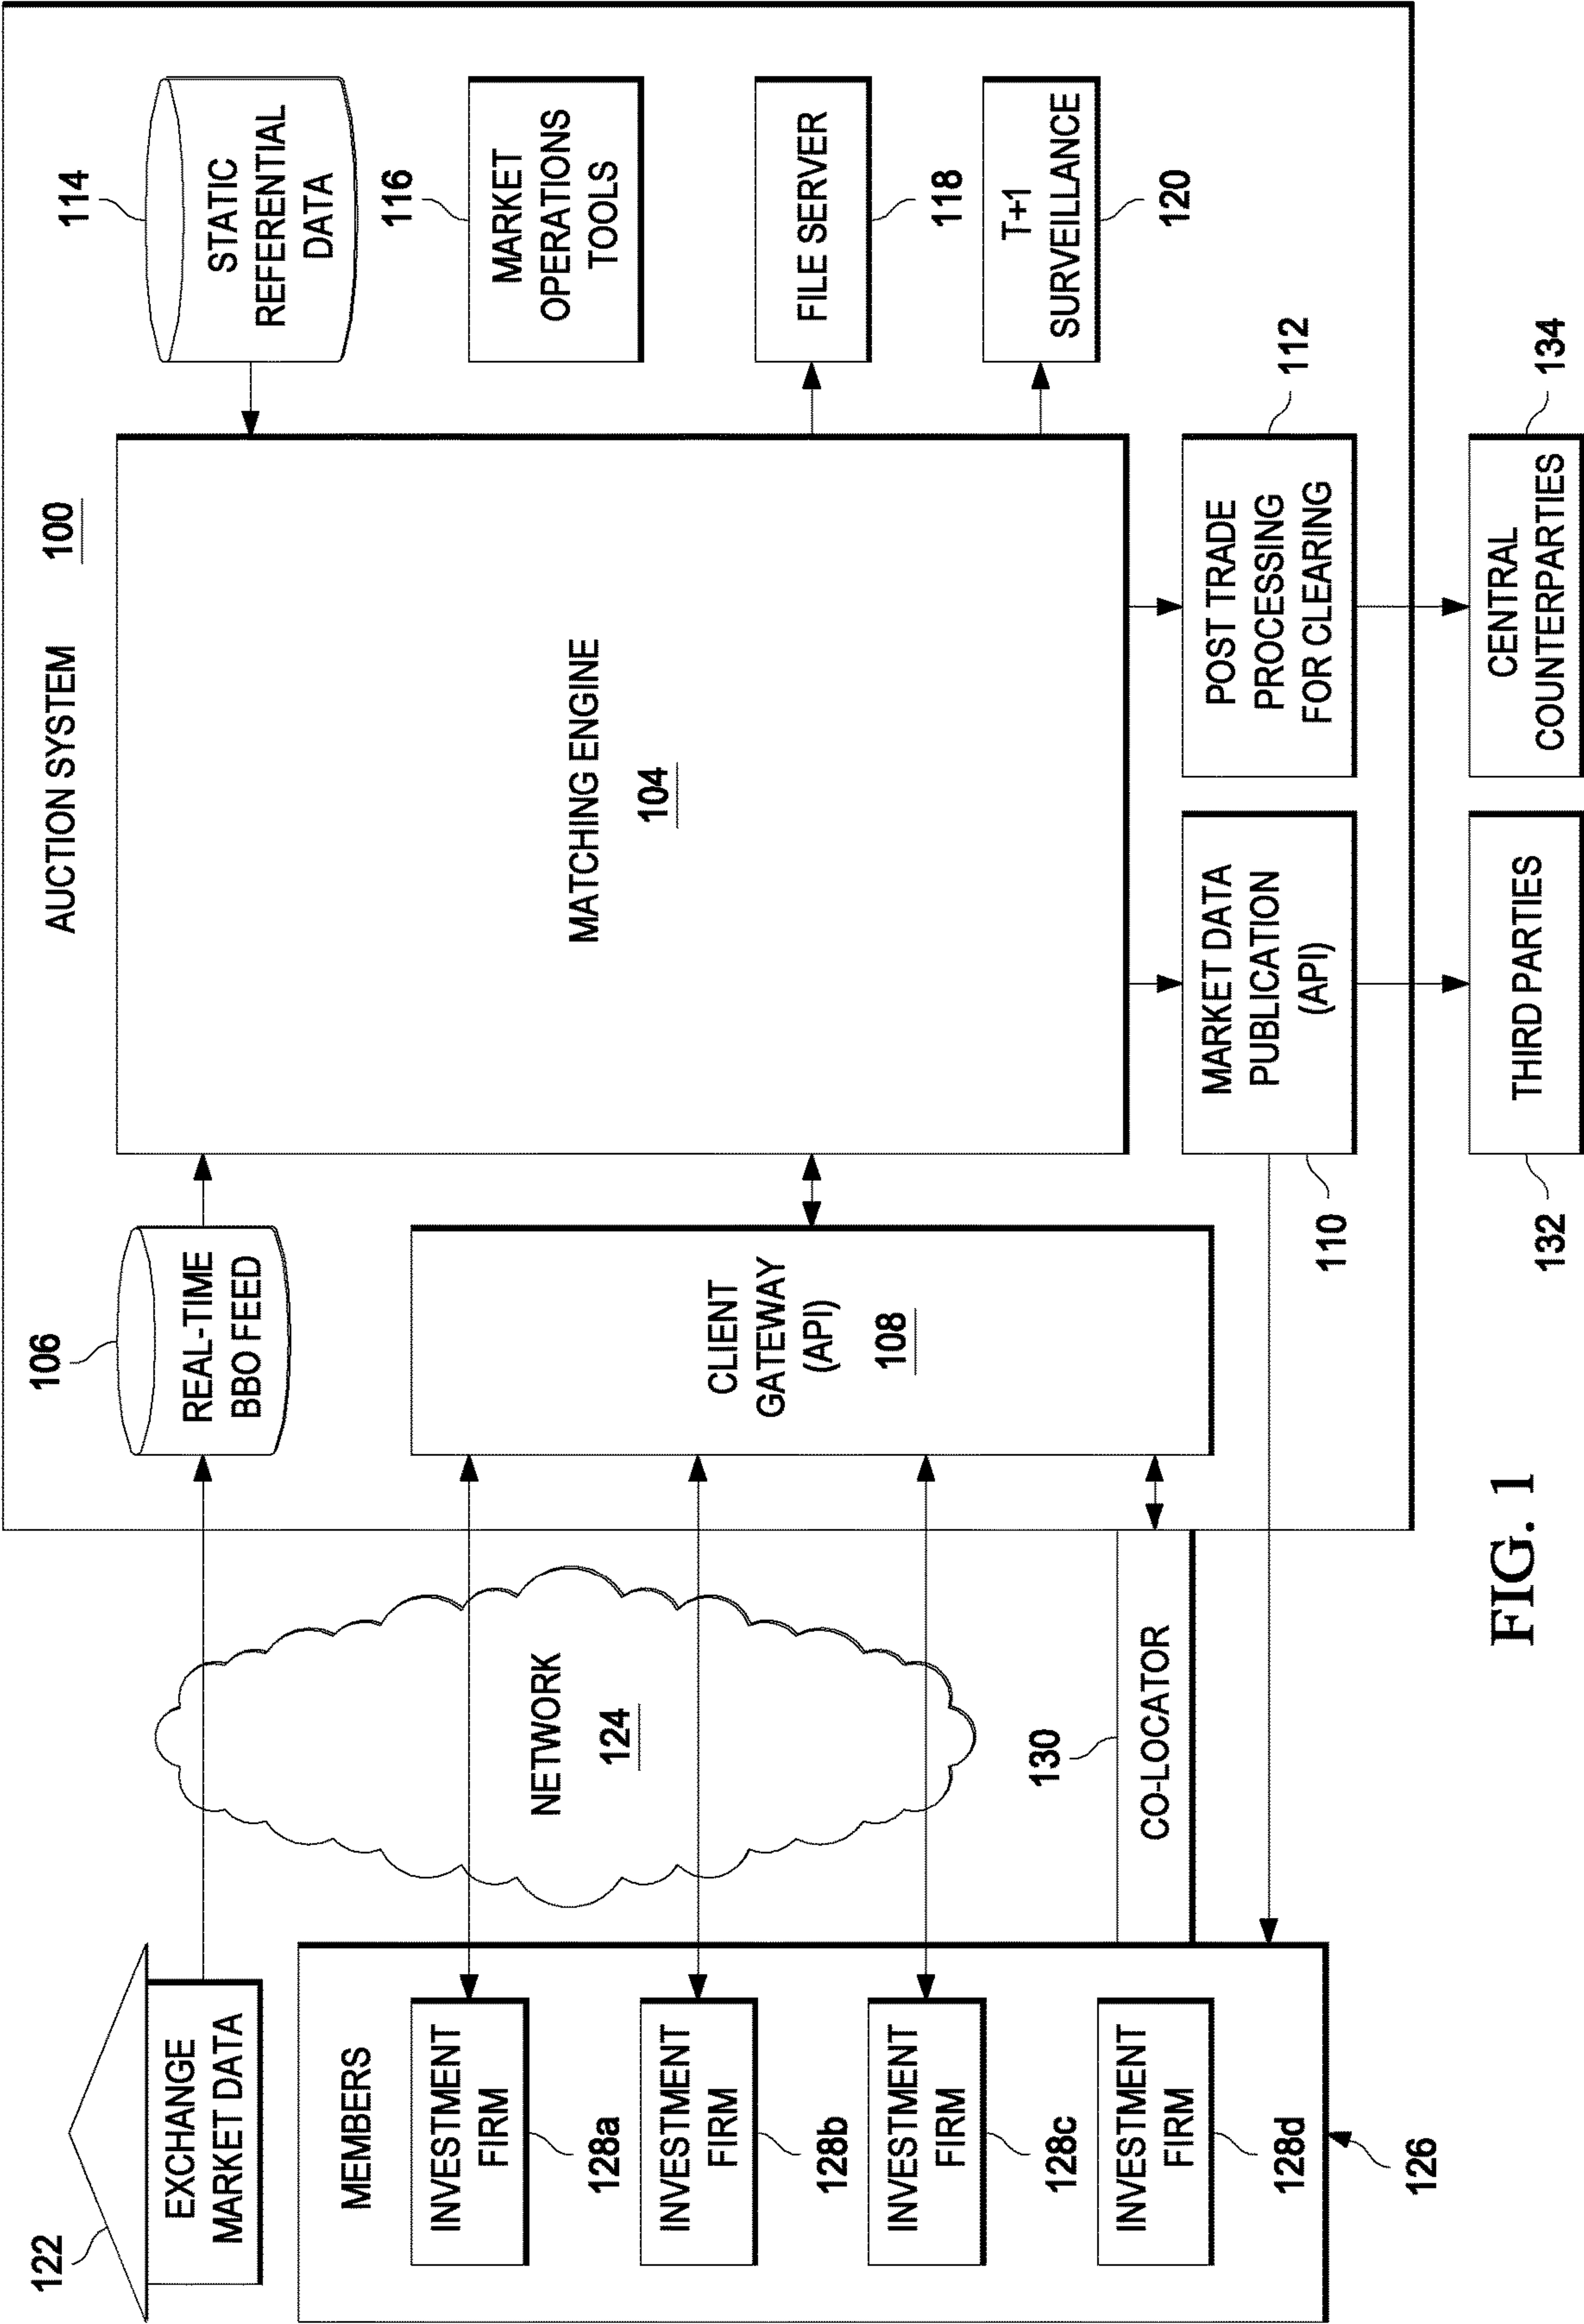 AUCTION SYSTEM 100
122
EXCHANGE
MARKET DATA
106
REAL-TIME
BBO FEED
114
STATIC
REFERENTIAL
DATA
MEMBERS
INVESTMENT
FIRM
128a
INVESTMENT
FIRM
128b
INVESTMENT
FIRM
128c
INVESTMENT
FIRM
128d
126
NETWORK
124
130
CO-LOCATOR
CLIENT
GATEWAY
(API)
108
MATCHING ENGINE
104
116
MARKET
OPERATIONS
TOOLS
FILE SERVER
118
T+1
SURVEILLANCE
120
MARKET DATA
PUBLICATION
(API)
110
POST TRADE
PROCESSING
FOR CLEARING
112
THIRD PARTIES
132
CENTRAL
COUNTERPARTIES
134
FIG. 1